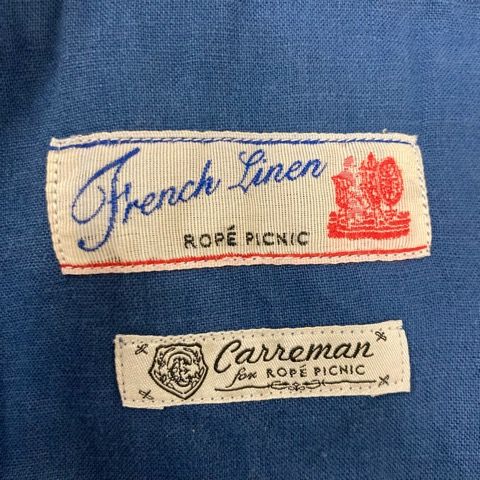 French Linen
ROPÉ PICNIC
Carreman
for ROPÉ PICNIC